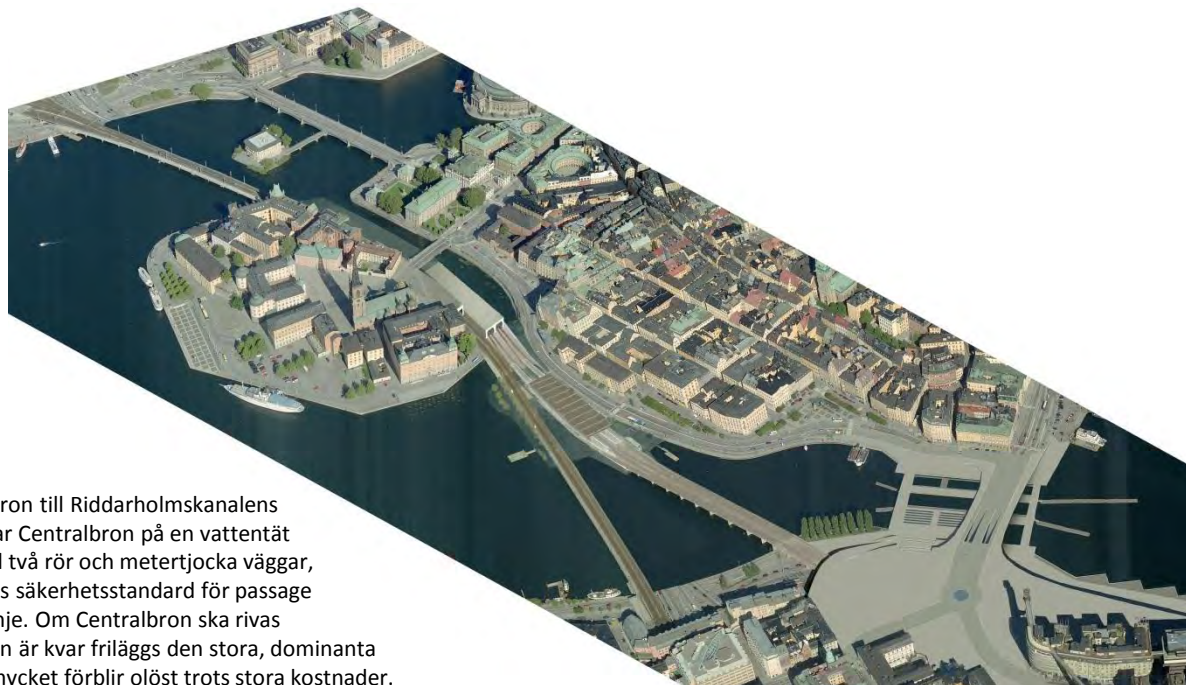 ron till Riddarholmskanalens
ar Centralbron på en vattentät
l två rör och metertjocka väggar,
s säkerhetsstandard för passage
nje. Om Centralbron ska rivas
n är kvar friläggs den stora, dominanta
nycket förblir olöst trots stora kostnader.